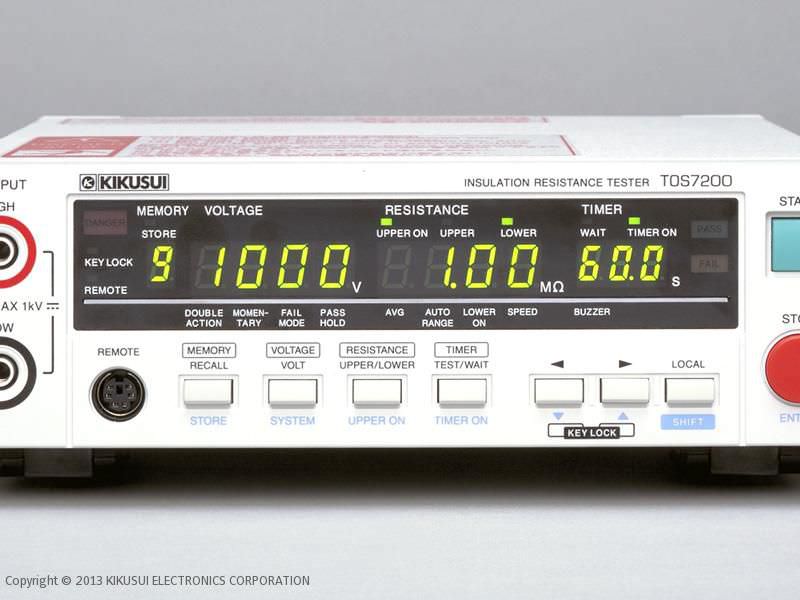 KIKUSUI
INSULATION RESISTANCE TESTER TOS7200
PUT
GH
AX 1kV
OW
DANGER
MEMORY VOLTAGE RESISTANCE TIMER
STORE UPPER ON UPPER LOWER WAIT TIMER ON PASS
KEY LOCK 9 1000 V 1.00 MΩ 60.0 S FAIL
REMOTE
DOUBLE ACTION MOMEN-TARY FAIL MODE PASS HOLD AVG AUTO RANGE LOWER ON SPEED BUZZER
REMOTE MEMORY VOLTAGE RESISTANCE TIMER
RECALL VOLT UPPER/LOWER TEST/WAIT ◄ ► LOCAL
STORE SYSTEM UPPER ON TIMER ON ▼ ▲ SHIFT
KEY LOCK
STA
STO
ENT
Copyright © 2013 KIKUSUI ELECTRONICS CORPORATION